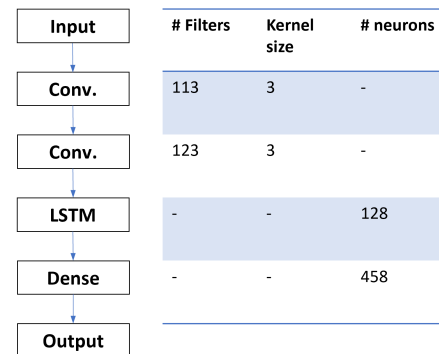 Input
# Filters Kernel size # neurons
Conv. 113 3 -
Conv. 123 3 -
LSTM - - 128
Dense - - 458
Output